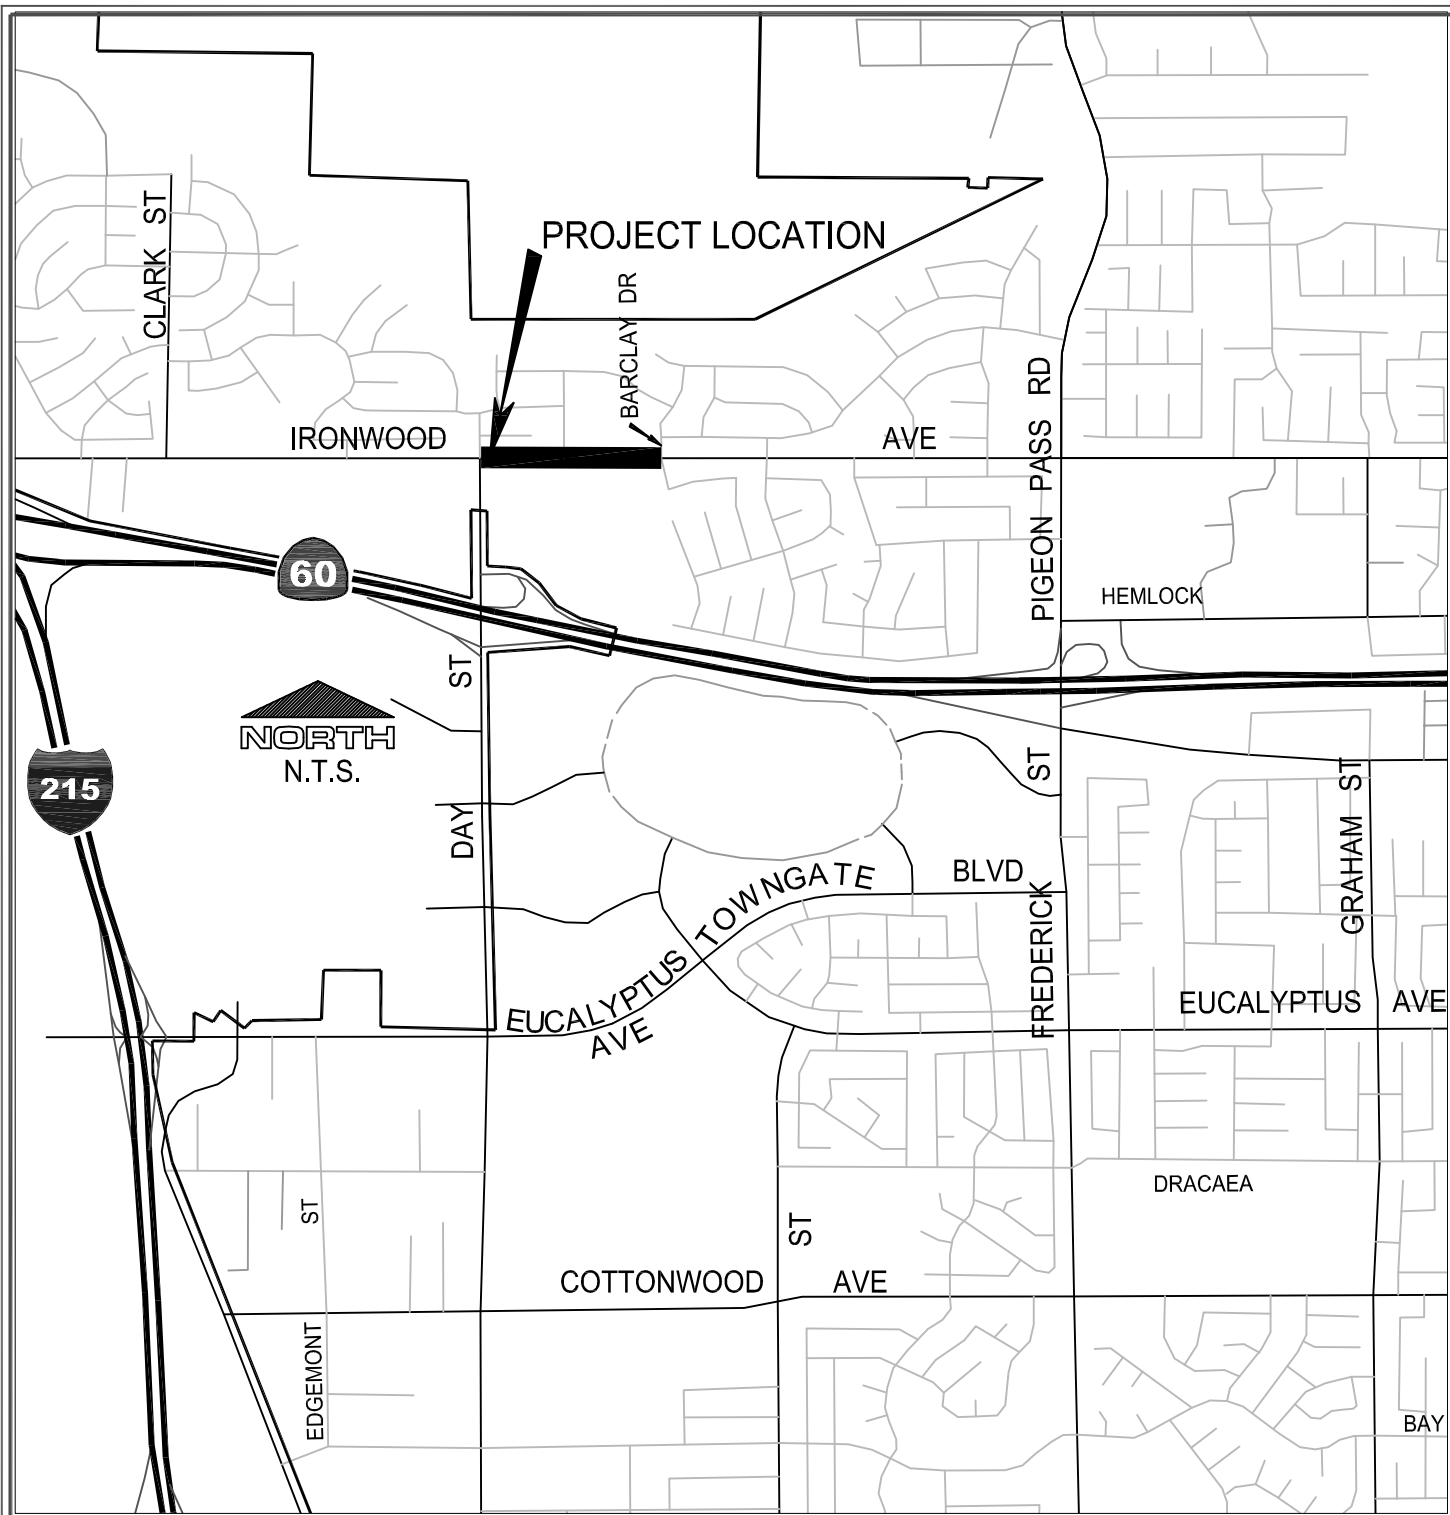 CLARK ST
PROJECT LOCATION
BARCLAY DR
IRONWOOD AVE
PIGEON PASS RD
60
HEMLOCK
NORTH
N.T.S.
215
DAY ST
ST
GRAHAM ST
TOWNGATE BLVD
FREDERICK
EUCALYPTUS AVE
EUCALYPTUS AVE
DRACAEA
ST
ST
COTTONWOOD AVE
EDGEMONT
BAY